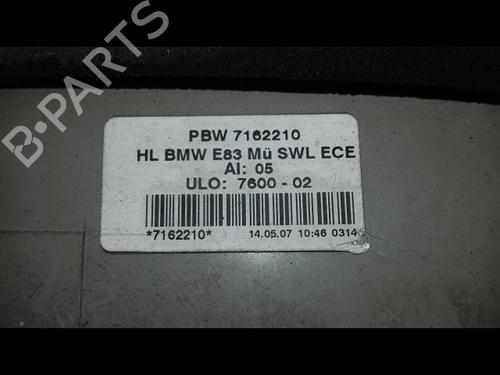 PBW 7162210
HL BMW E83 Mü SWL ECE
AI: 05
ULO: 7600 - 02
*7162210* 14.05.07 10:46 0314
B-PARTS